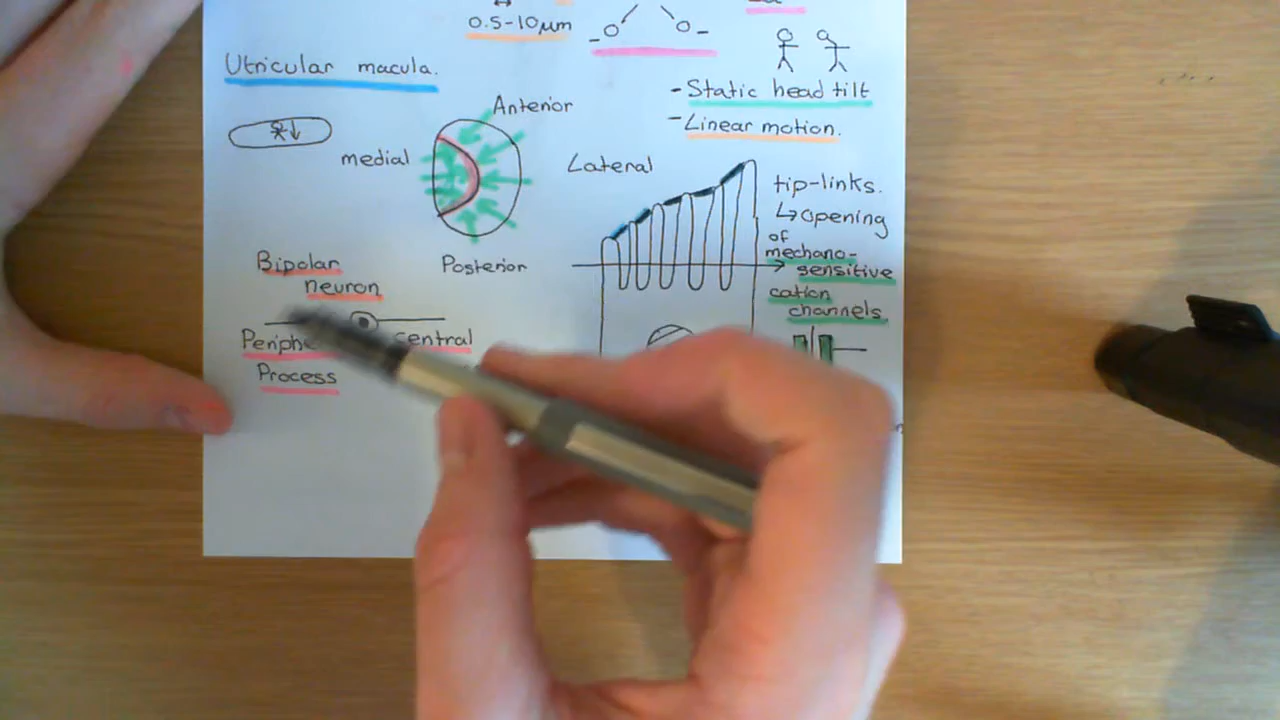 0.5-10µm
Utricular macula.
Anterior
medial
Lateral
Posterior
- Static head tilt
- Linear motion.
tip-links.
↳ Opening
of
mechano-
sensitive
cation
channels
Bipolar
neuron
central
Process